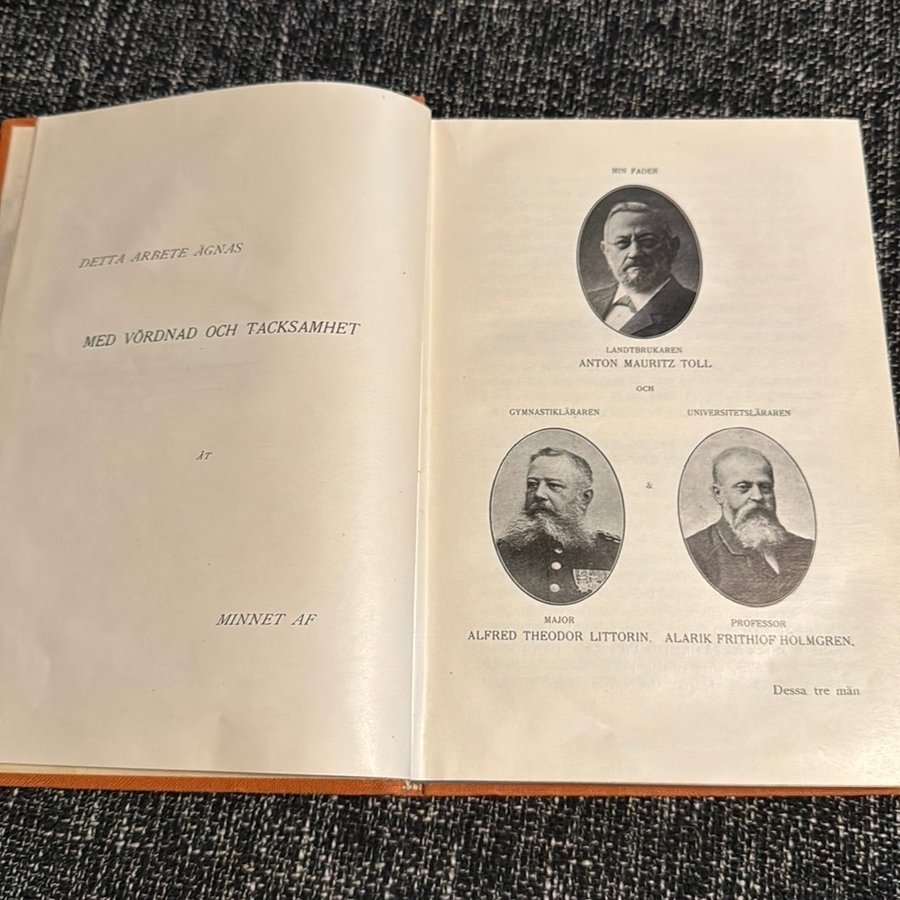 DETTA ARBETE ÄGNAS
MED VÖRDNAD OCH TACKSAMHET
ÅT
MINNET AF
MIN FADER
LANDTBRUKAREN
ANTON MAURITZ TOLL
OCH
GYMNASTIKLÄRAREN
UNIVERSITETSLÄRAREN
&
MAJOR
ALFRED THEODOR LITTORIN.
PROFESSOR
ALARIK FRITHIOF HOLMGREN.
Dessa tre män